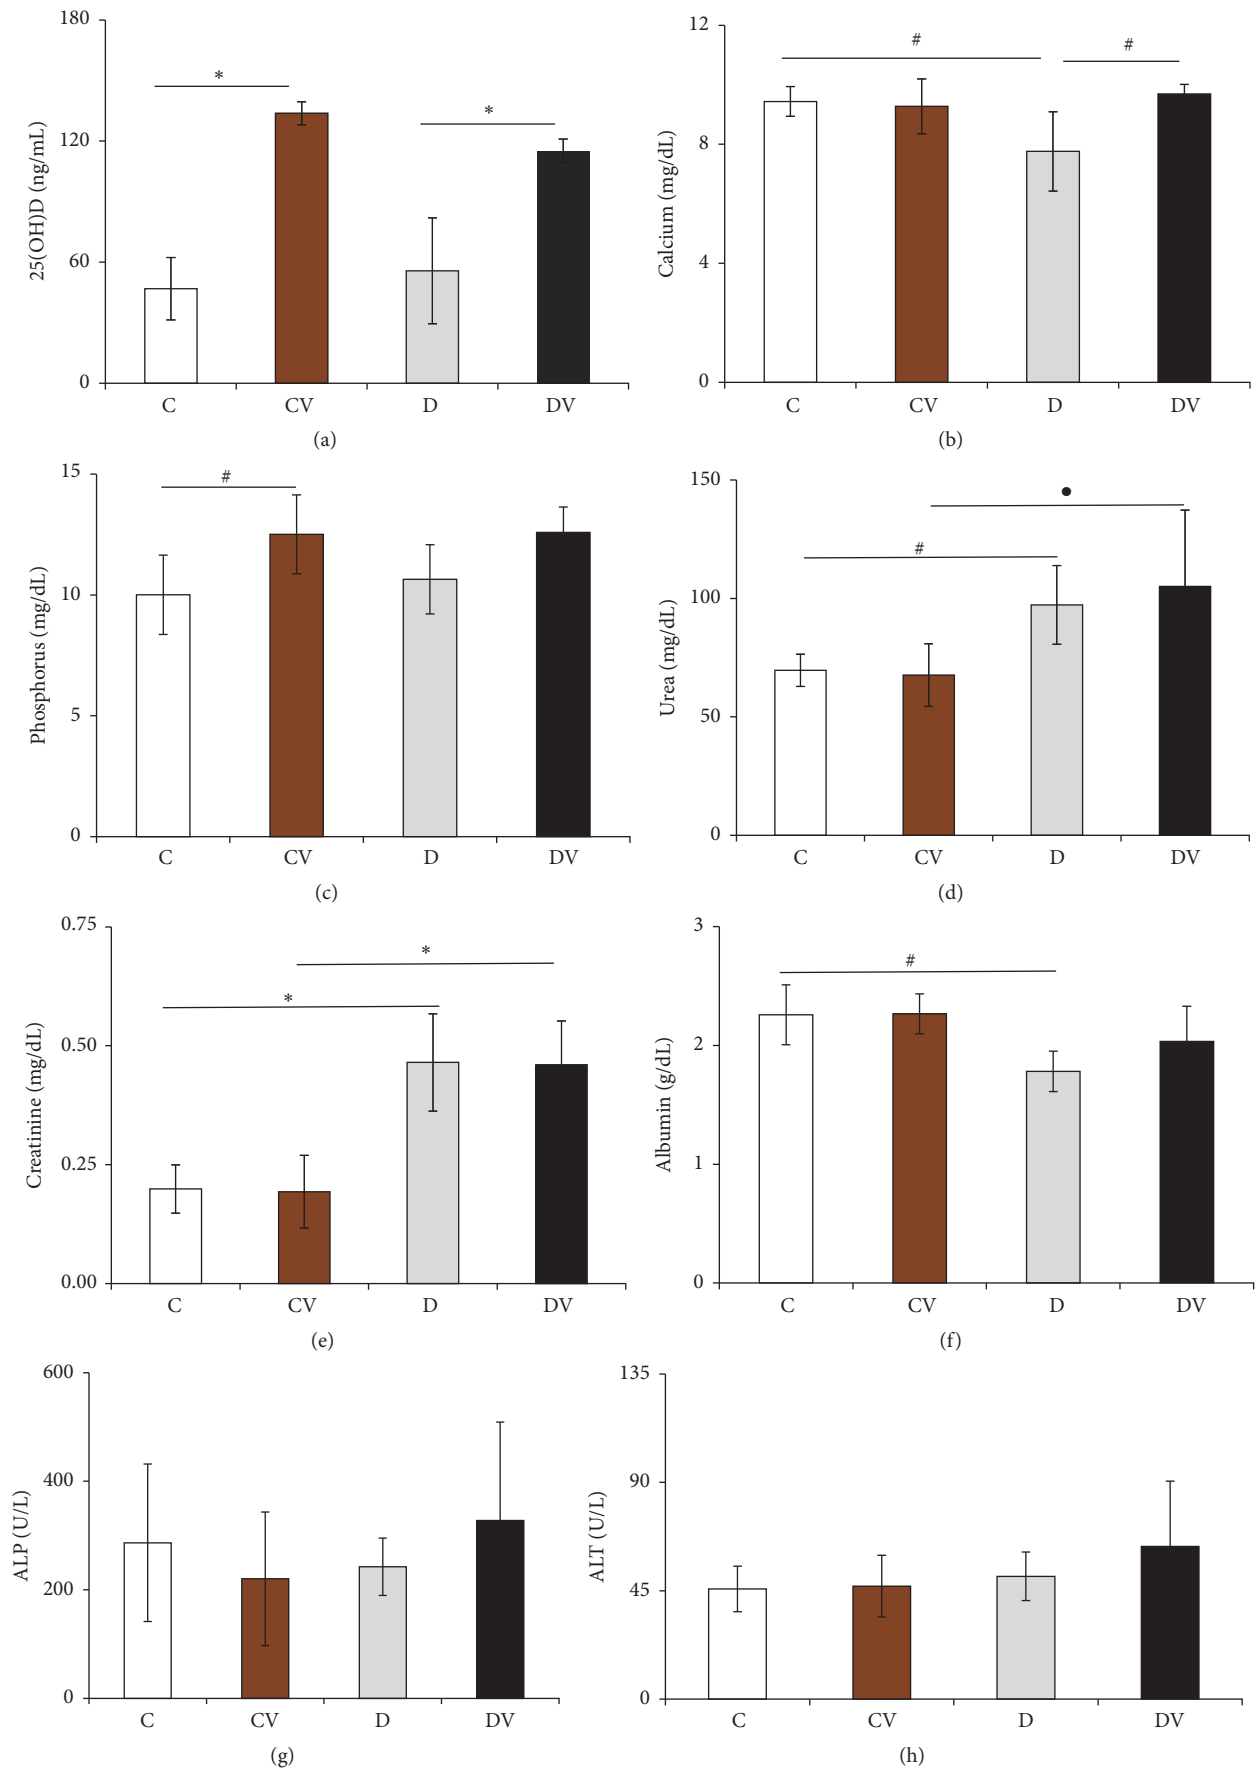 180
120
60
0
25(OH)D (ng/mL)
*
*
C CV D DV
(a)
12
8
4
0
Calcium (mg/dL)
#
#
C CV D DV
(b)
15
10
5
0
Phosphorus (mg/dL)
#
C CV D DV
(c)
150
100
50
0
Urea (mg/dL)
•
#
C CV D DV
(d)
0.75
0.50
0.25
0.00
Creatinine (mg/dL)
*
*
C CV D DV
(e)
3
2
1
0
Albumin (g/dL)
#
C CV D DV
(f)
600
400
200
0
ALP (U/L)
C CV D DV
(g)
135
90
45
0
ALT (U/L)
C CV D DV
(h)